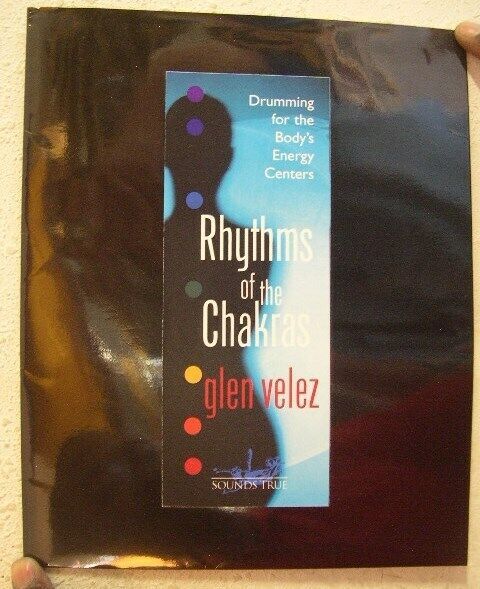 Drumming
for the
Body's
Energy
Centers
Rhythms
of the
Chakras
glen velez
SOUNDS TRUE